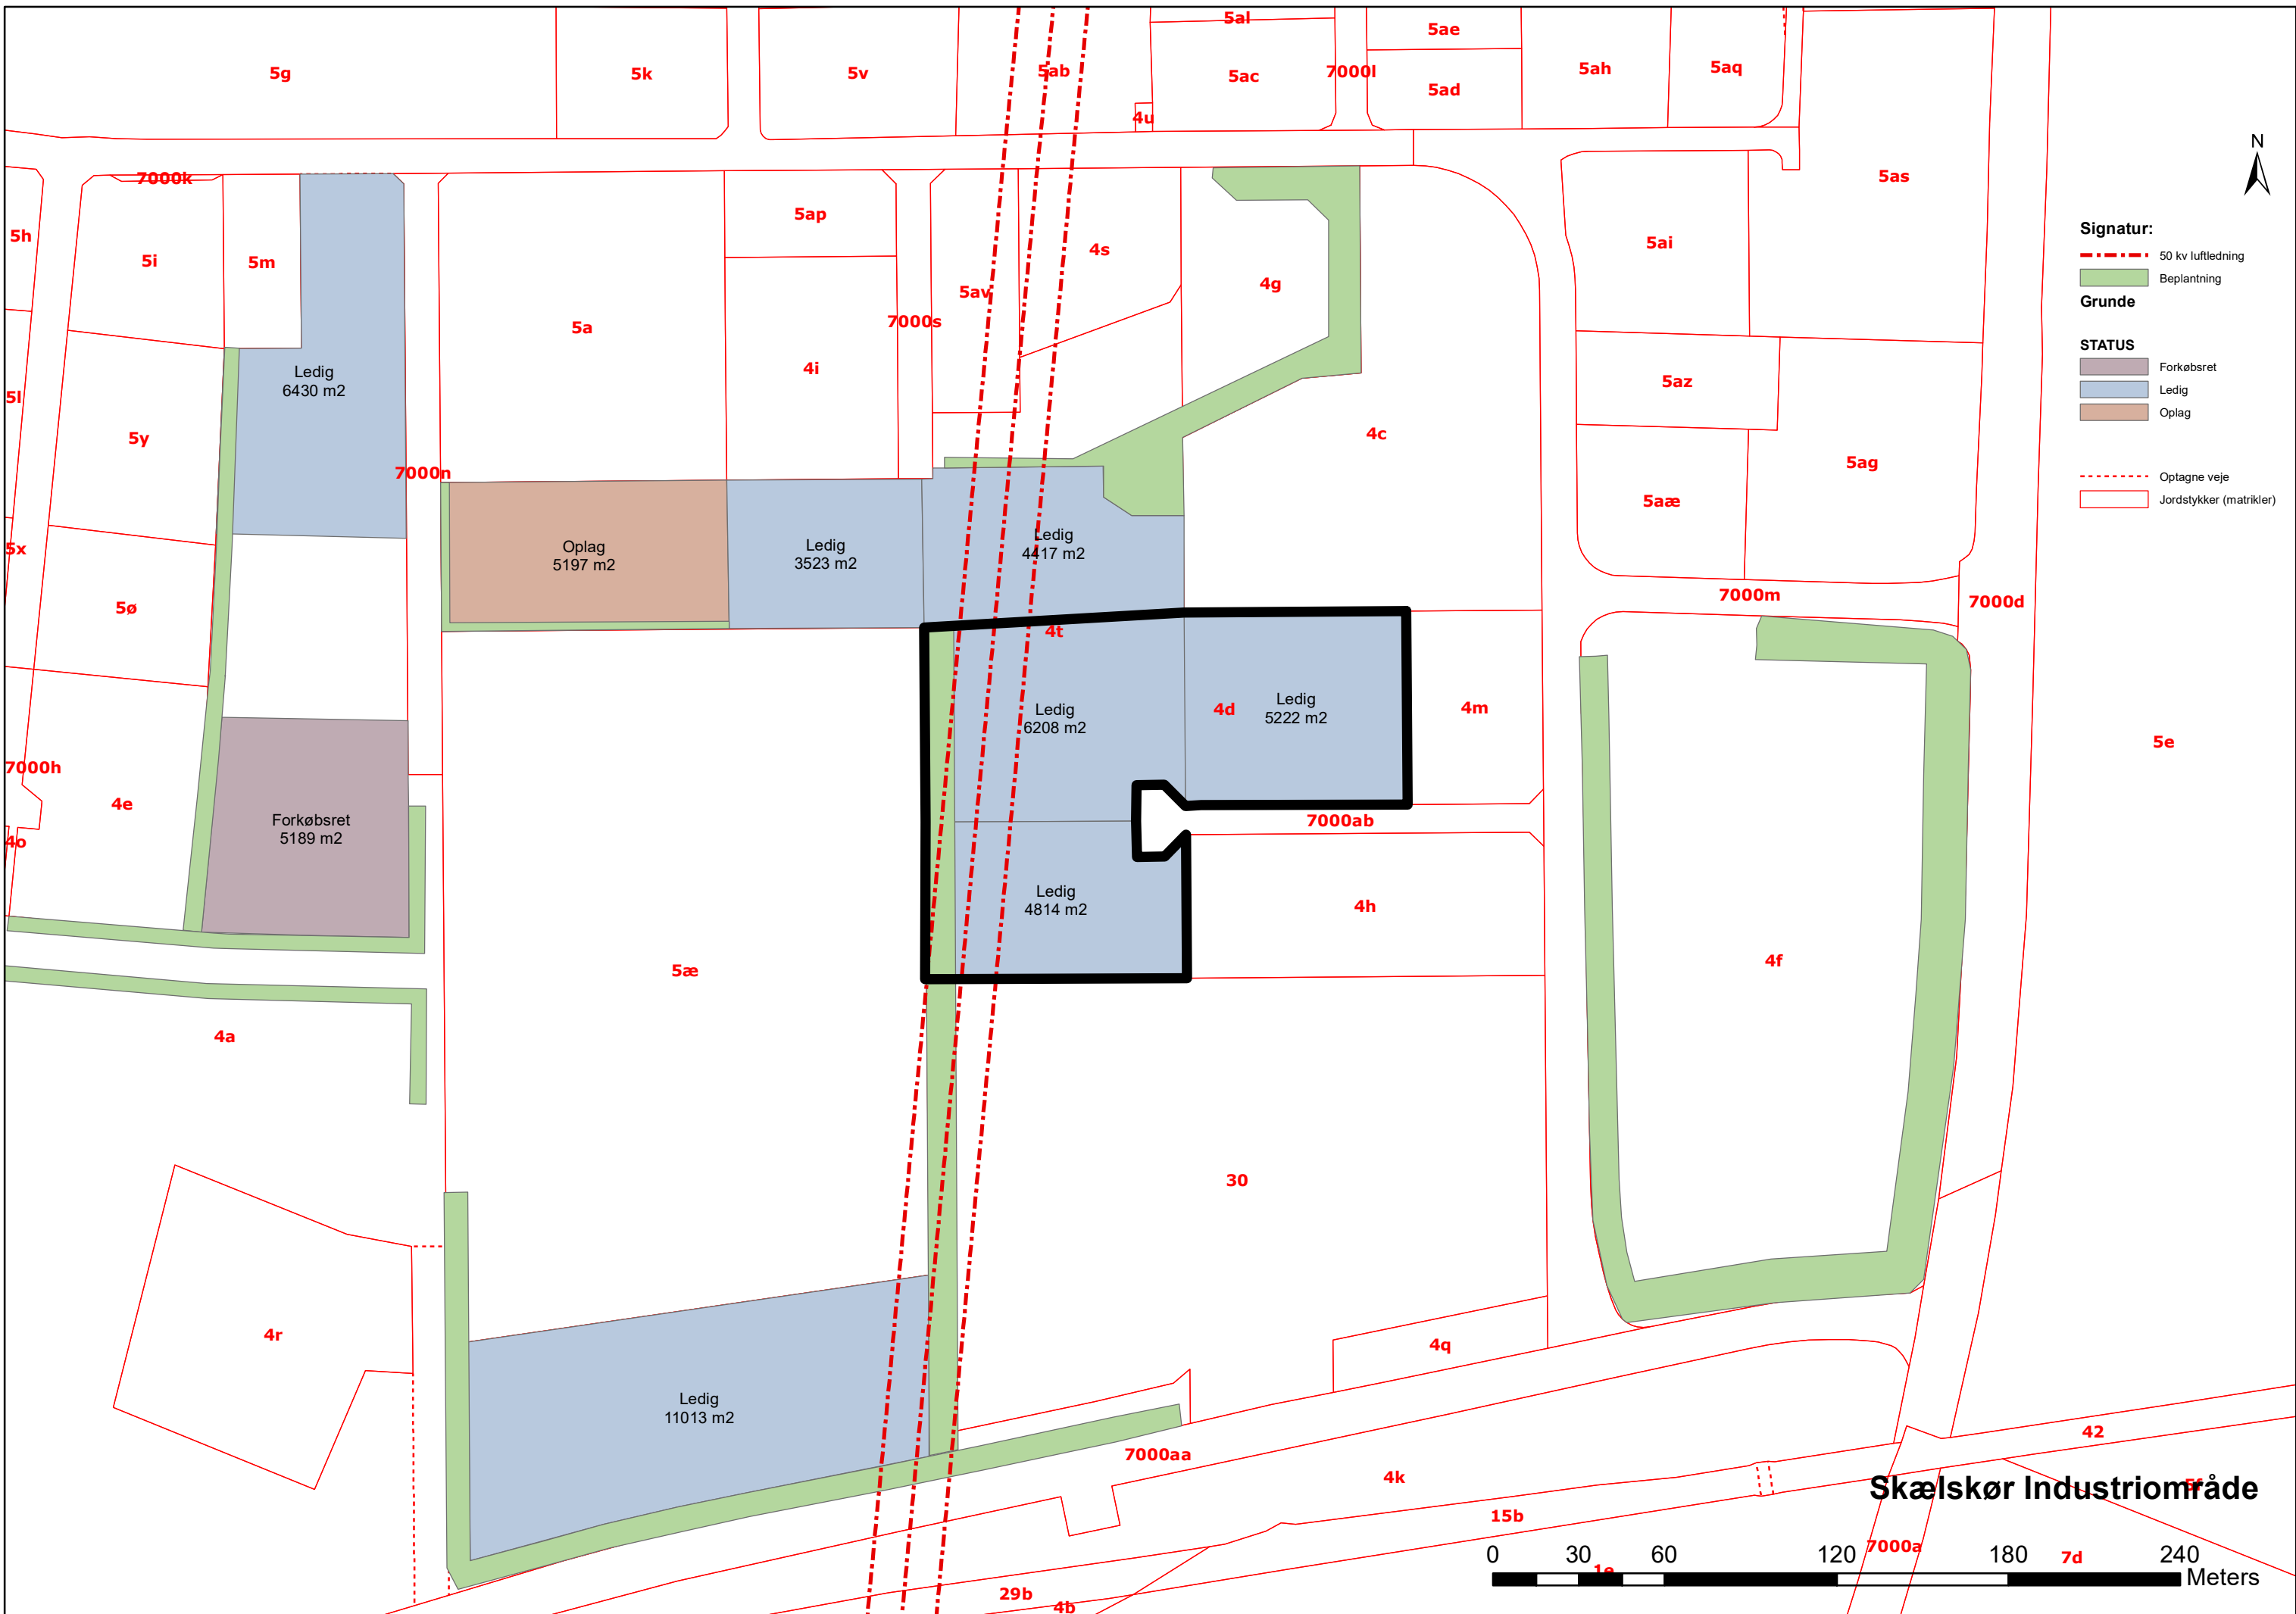 5al
5ae
5g
5k
5v
5ab
5ac
7000l
5ad
5ah
5aq
4u
N
7000k
5as
5h
5i
5m
5ap
4s
5ai
Signatur:
50 kv luftledning
Beplantning
Grunde
5av
4g
7000s
5a
STATUS
Forkøbsret
Ledig
Oplag
Ledig
6430 m2
4i
5az
5l
5y
4c
5ag
7000n
Optagne veje
Jordstykker (matrikler)
5aæ
5x
Oplag
5197 m2
Ledig
3523 m2
Ledig
4417 m2
5ø
7000m
7000d
4t
Ledig
6208 m2
4d
Ledig
5222 m2
4m
5e
7000h
4e
Forkøbsret
5189 m2
7000ab
4o
Ledig
4814 m2
4h
5æ
4f
4a
30
4r
4q
Ledig
11013 m2
7000aa
42
4k
5f
Skælskør Industriområde
15b
7000a
7d
0 30 60 120 180 240
Meters
1e
29b
4b